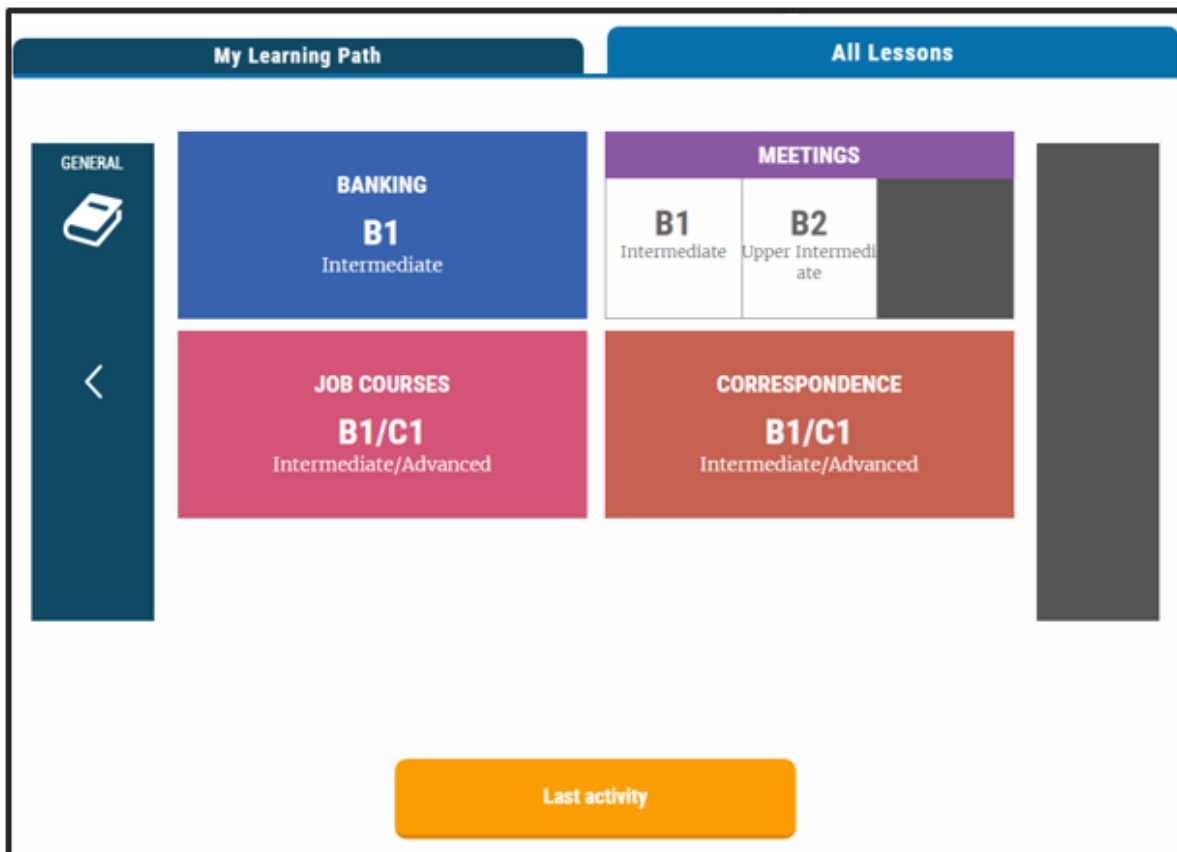 My Learning Path
All Lessons
GENERAL
BANKING
B1
Intermediate
MEETINGS
B1
Intermediate
B2
Upper Intermedi
ate
JOB COURSES
B1/C1
Intermediate/Advanced
CORRESPONDENCE
B1/C1
Intermediate/Advanced
Last activity